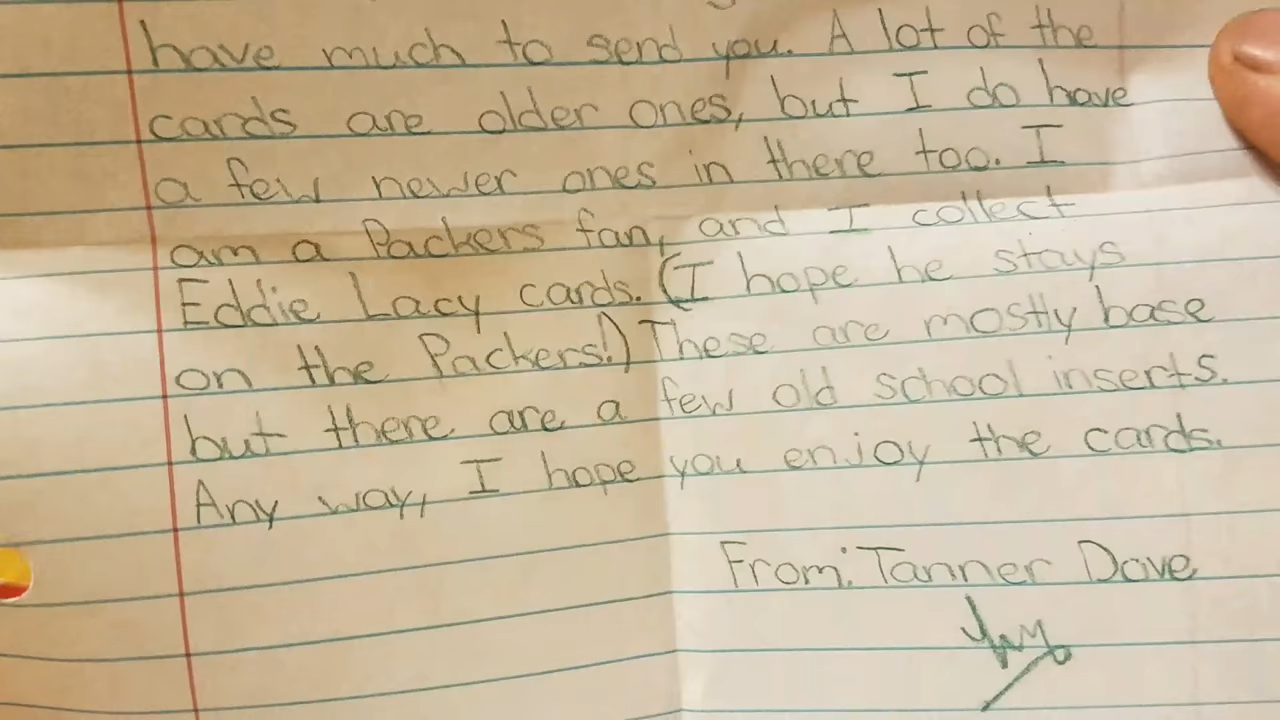 have much to send you. A lot of the
cards are older ones, but I do have
a few newer ones in there too. I
am a Packers fan, and I collect
Eddie Lacy cards. (I hope he stays
on the Packers!) These are mostly base
but there are a few old school inserts.
Any way, I hope you enjoy the cards.
From: Tanner Dove